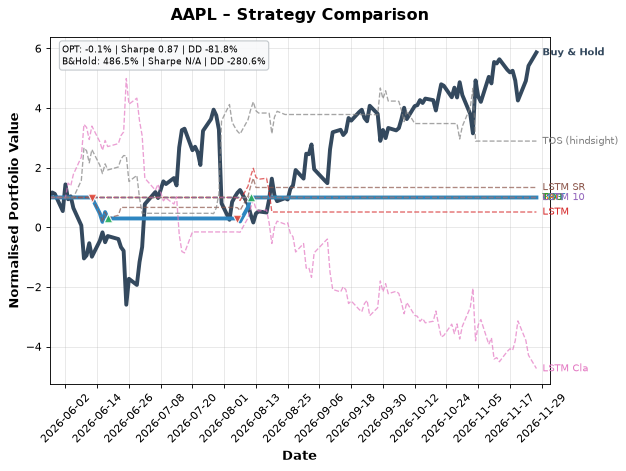 AAPL – Strategy Comparison
OPT: -0.1% | Sharpe 0.87 | DD -81.8%
B&Hold: 486.5% | Sharpe N/A | DD -280.6%
Normalised Portfolio Value
6
4
2
0
−2
−4
Buy & Hold
TOS (hindsight)
LSTM SR
10
LSTM
LSTM Cla
2026-06-02
2026-06-14
2026-06-26
2026-07-08
2026-07-20
2026-08-01
2026-08-13
2026-08-25
2026-09-06
2026-09-18
2026-09-30
2026-10-12
2026-10-24
2026-11-05
2026-11-17
2026-11-29
Date